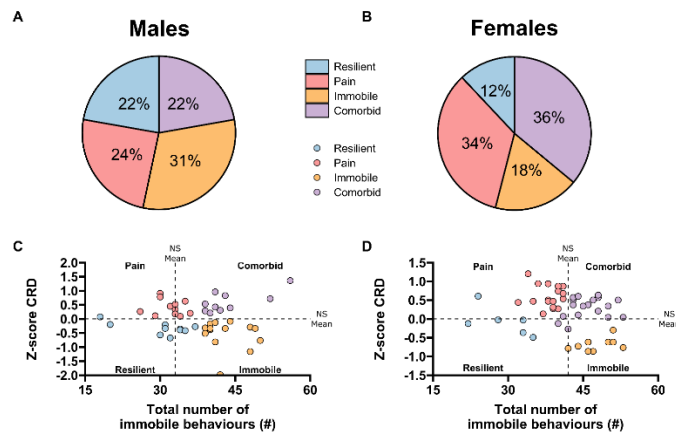 A
Males
B
Females
Resilient
Pain
Immobile
Comorbid
Resilient
Pain
Immobile
Comorbid
22%
22%
24%
31%
12%
36%
34%
18%
C
NS
Mean
Pain
Comorbid
2.0
1.5
1.0
0.5
0.0
-0.5
-1.0
-1.5
-2.0
Z-score CRD
NS
Mean
Resilient
Immobile
15
30
45
60
Total number of
immobile behaviours (#)
D
NS
Mean
Pain
Comorbid
1.5
1.0
0.5
0.0
-0.5
-1.0
-1.5
Z-score CRD
NS
Mean
Resilient
Immobile
15
30
45
60
Total number of
immobile behaviours (#)